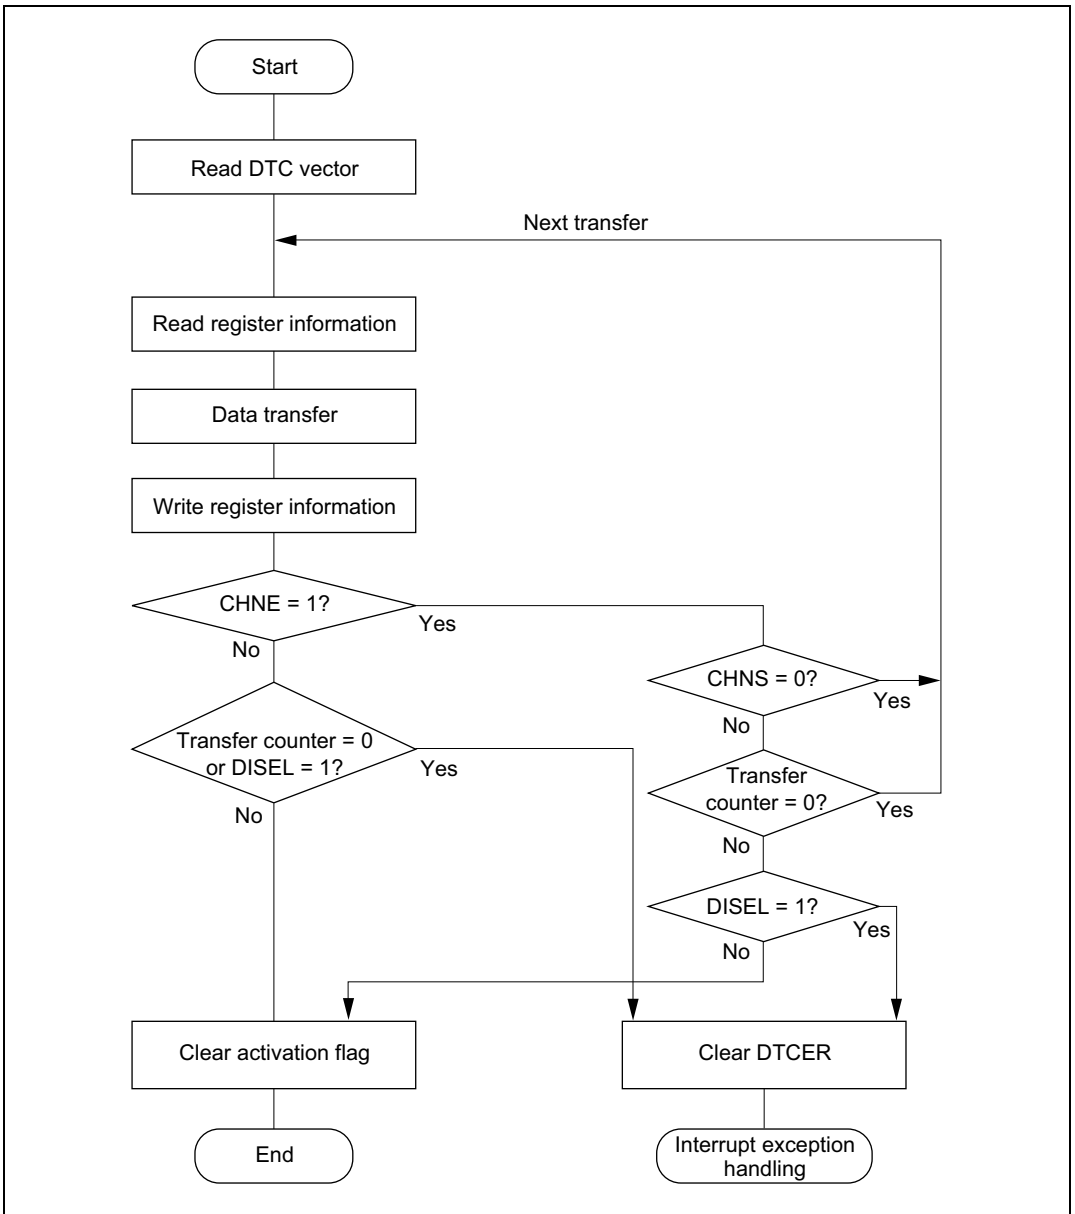 Start
Read DTC vector
Next transfer
Read register information
Data transfer
Write register information
CHNE = 1?
Yes
No
CHNS = 0?
Yes
No
Transfer counter = 0
or DISEL = 1?
Yes
No
Transfer
counter = 0?
Yes
No
DISEL = 1?
Yes
No
Clear activation flag
Clear DTCER
End
Interrupt exception
handling